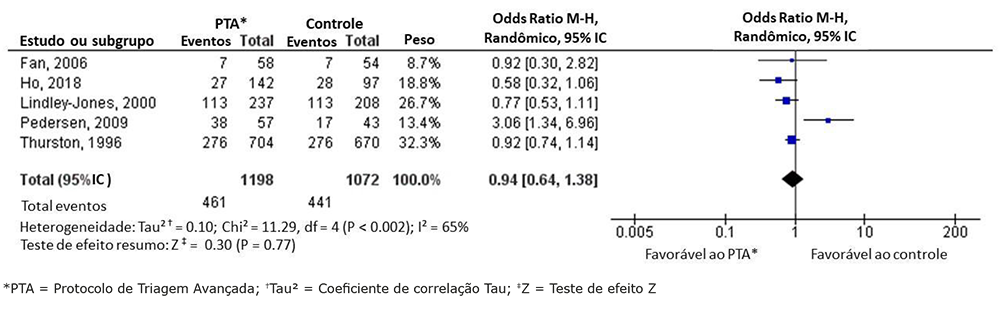 PTA* Controle Odds Ratio M-H, Odds Ratio M-H,
Estudo ou subgrupo Eventos Total Eventos Total Peso Randômico, 95% IC Randômico, 95% IC
Fan, 2006 7 58 7 54 8.7% 0.92 [0.30, 2.82]
Ho, 2018 27 142 28 97 18.8% 0.58 [0.32, 1.06]
Lindley-Jones, 2000 113 237 113 208 26.7% 0.77 [0.53, 1.11]
Pedersen, 2009 38 57 17 43 13.4% 3.06 [1.34, 6.96]
Thurston, 1996 276 704 276 670 32.3% 0.92 [0.74, 1.14]
Total (95%IC) 1198 1072 100.0% 0.94 [0.64, 1.38]
Total eventos 461 441
Heterogeneidade: Tau²† = 0.10; Chi² = 11.29, df = 4 (P < 0.002); I² = 65%
Teste de efeito resumo: Z‡ = 0.30 (P = 0.77)
0.005 0.1 1 10 200
Favorável ao PTA* Favorável ao controle
*PTA = Protocolo de Triagem Avançada; †Tau² = Coeficiente de correlação Tau; ‡Z = Teste de efeito Z